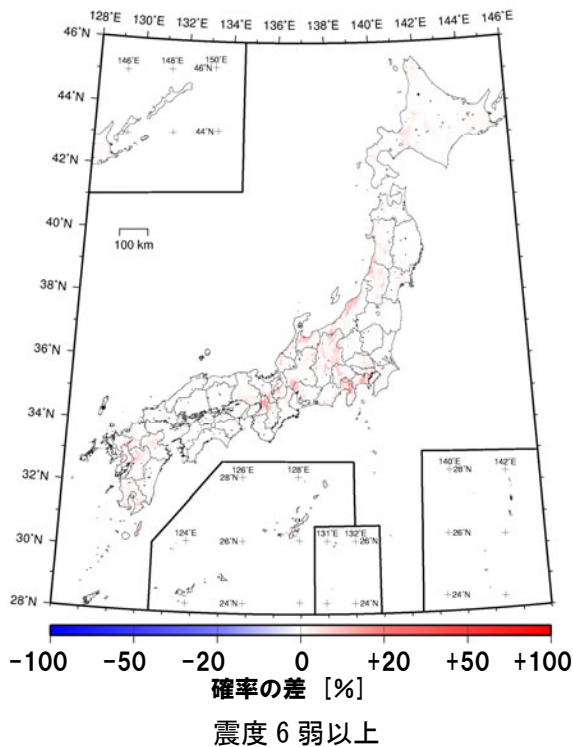 128°E 130°E 132°E 134°E 136°E 138°E 140°E 142°E 144°E 146°E
46°N
146°E 148°E 150°E
46°N
44°N
44°N
42°N
40°N
100 km
38°N
36°N
34°N
32°N
126°E 128°E
28°N
140°E 142°E
28°N
30°N
124°E
26°N
131°E 132°E
26°N
26°N
28°N
24°N
24°N
24°N
-100 -50 -20 0 +20 +50 +100
確率の差 [%]
震度6弱以上